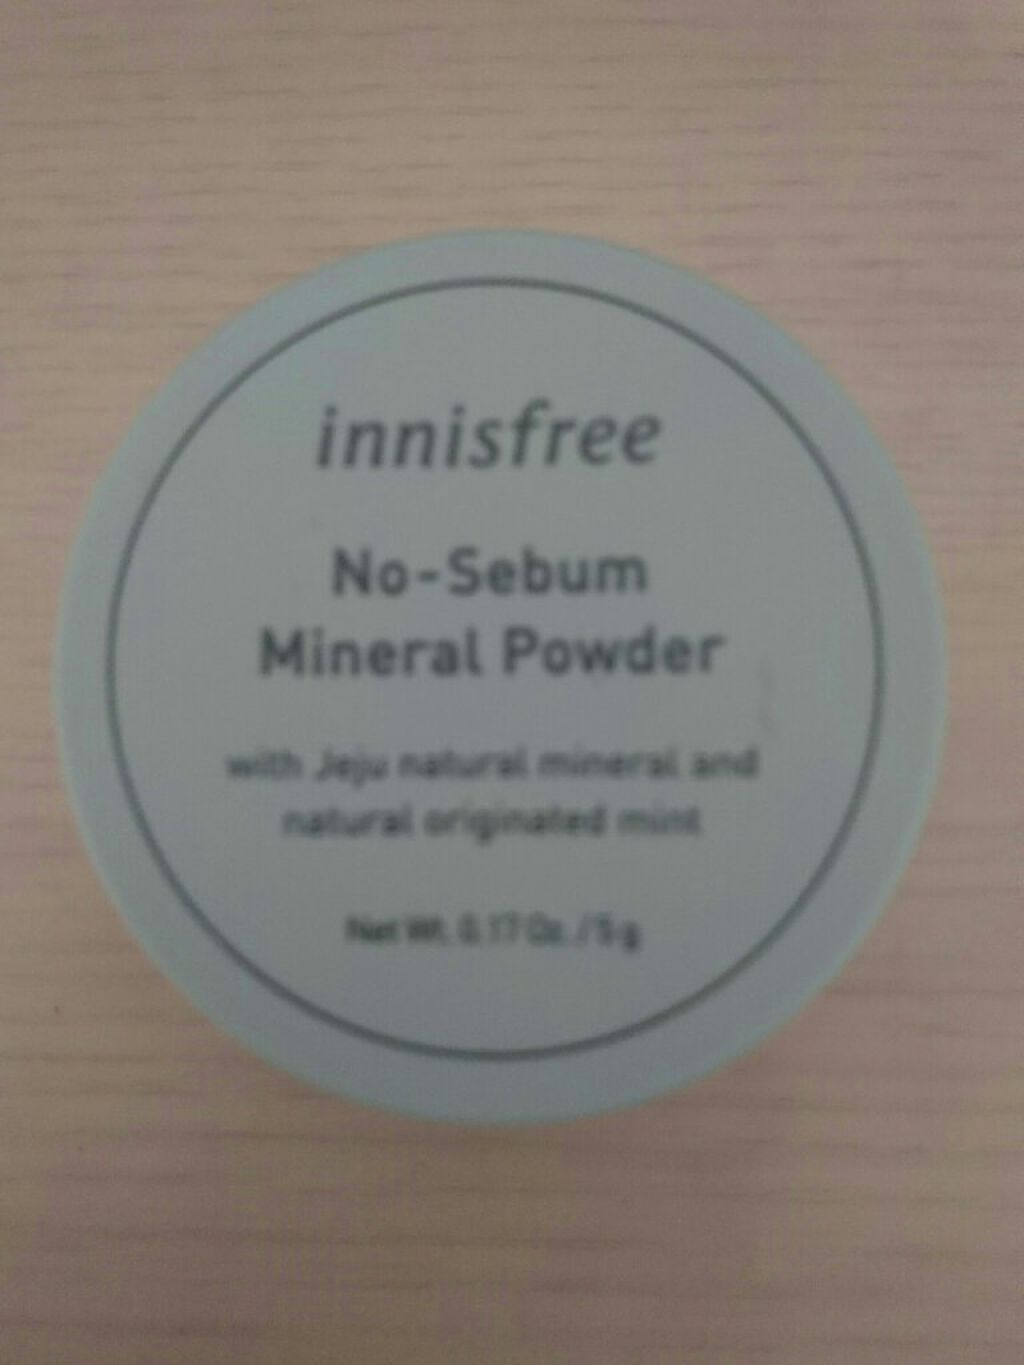 innisfree
No-Sebum
Mineral Powder
with Jeju natural mineral and
natural originated mint
Net Wt. 0.17 Oz. / 5 g